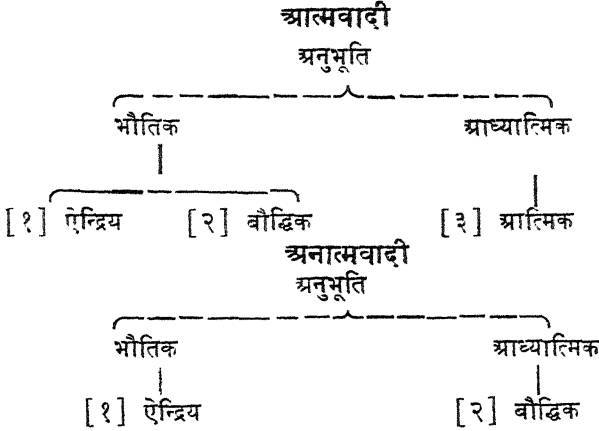 आत्मवादी
अनुभूति
भौतिक आध्यात्मिक
[१] ऐन्द्रिय [२] बौद्धिक [३] आत्मिक
अनात्मवादी
अनुभूति
भौतिक आध्यात्मिक
[१] ऐन्द्रिय [२] बौद्धिक